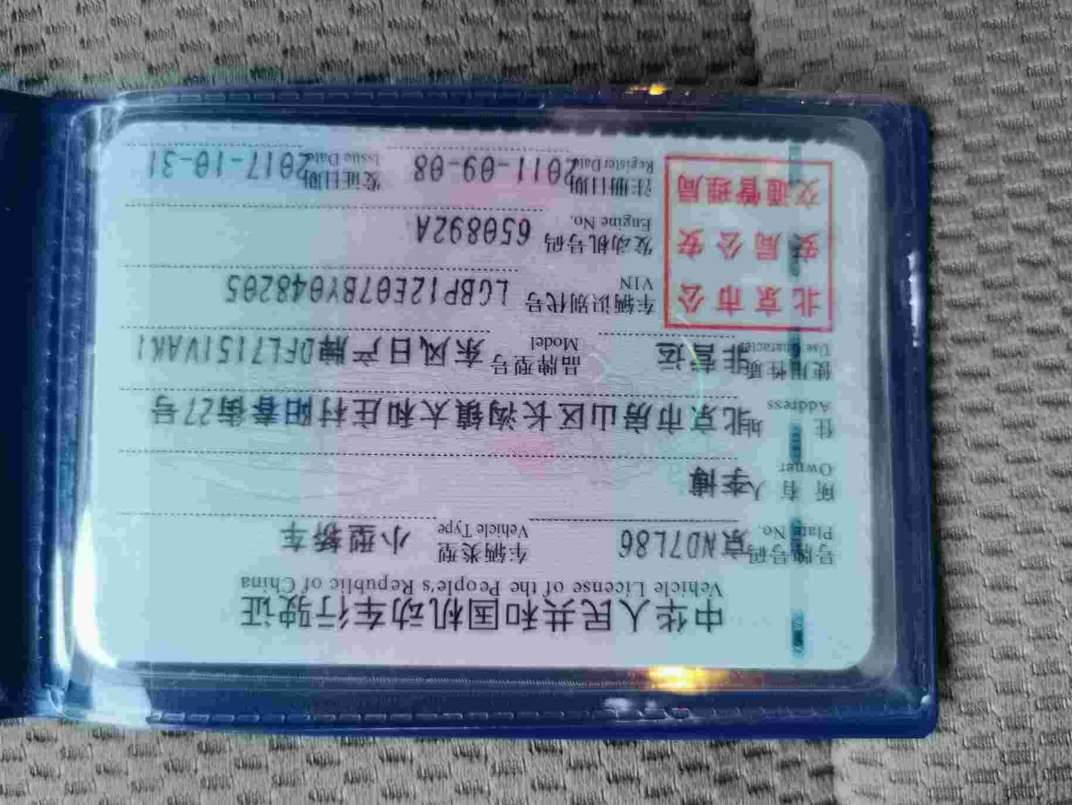 中华人民共和国机动车行驶证
Vehicle License of the People's Republic of China
号牌号码 京ND7L86 车辆类型 小型轿车
Plate No. Vehicle Type
所有人 李博
Owner
住址 北京市房山区长沟镇太和庄村阳春街27号
Address
使用性质 非营运 品牌型号 东风日产牌DFL7151VAK1
Use Character Model
北京市公
安局公安
交通管理局
车辆识别代号 LGBP12E07BY048205
VIN
发动机号码 650892A
Engine No.
注册日期 2011-09-08 发证日期 2017-10-31
Register Date Issue Date